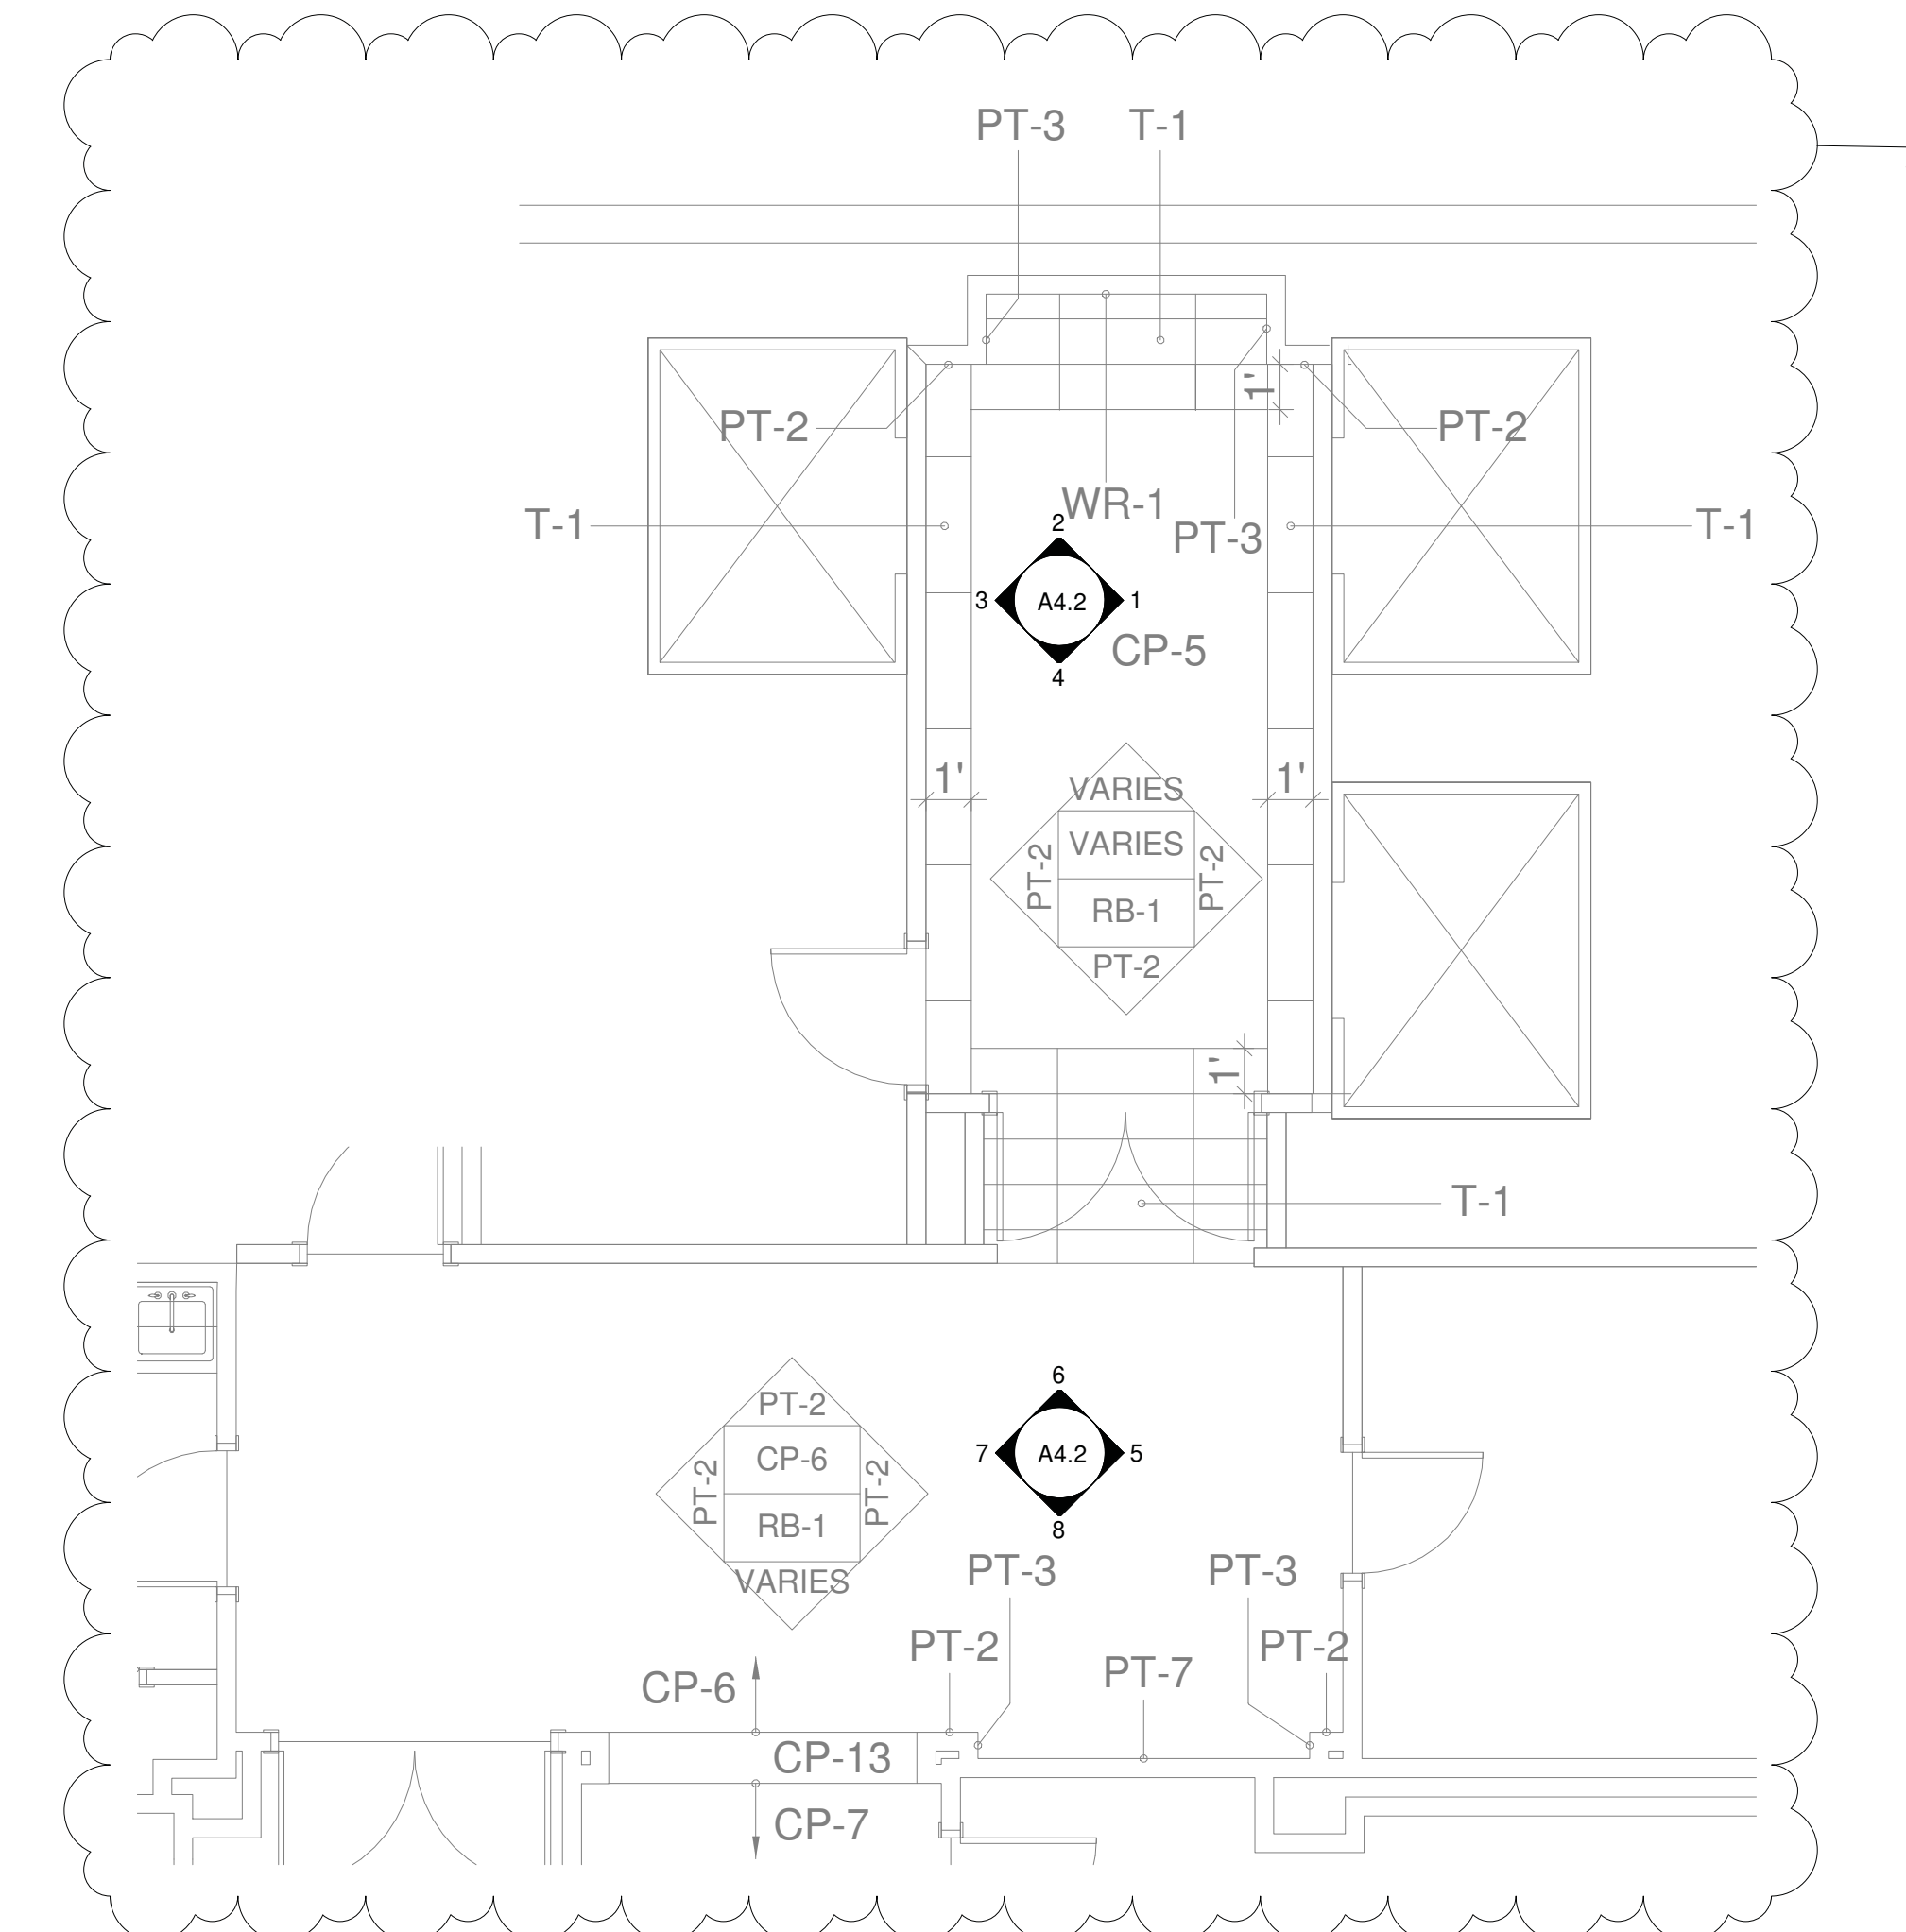 PT-3 T-1
1'
PT-2 PT-2
WR-1
T-1 PT-3 T-1
2
3 A4.2 1
CP-5
4
1' 1'
VARIES
VARIES
PT-2 PT-2
RB-1
PT-2
1'
T-1
6
PT-2
7 A4.2 5
CP-6
PT-2 PT-2
RB-1
8
VARIES
PT-3 PT-3
PT-2 PT-2
PT-7
CP-6
CP-13
CP-7